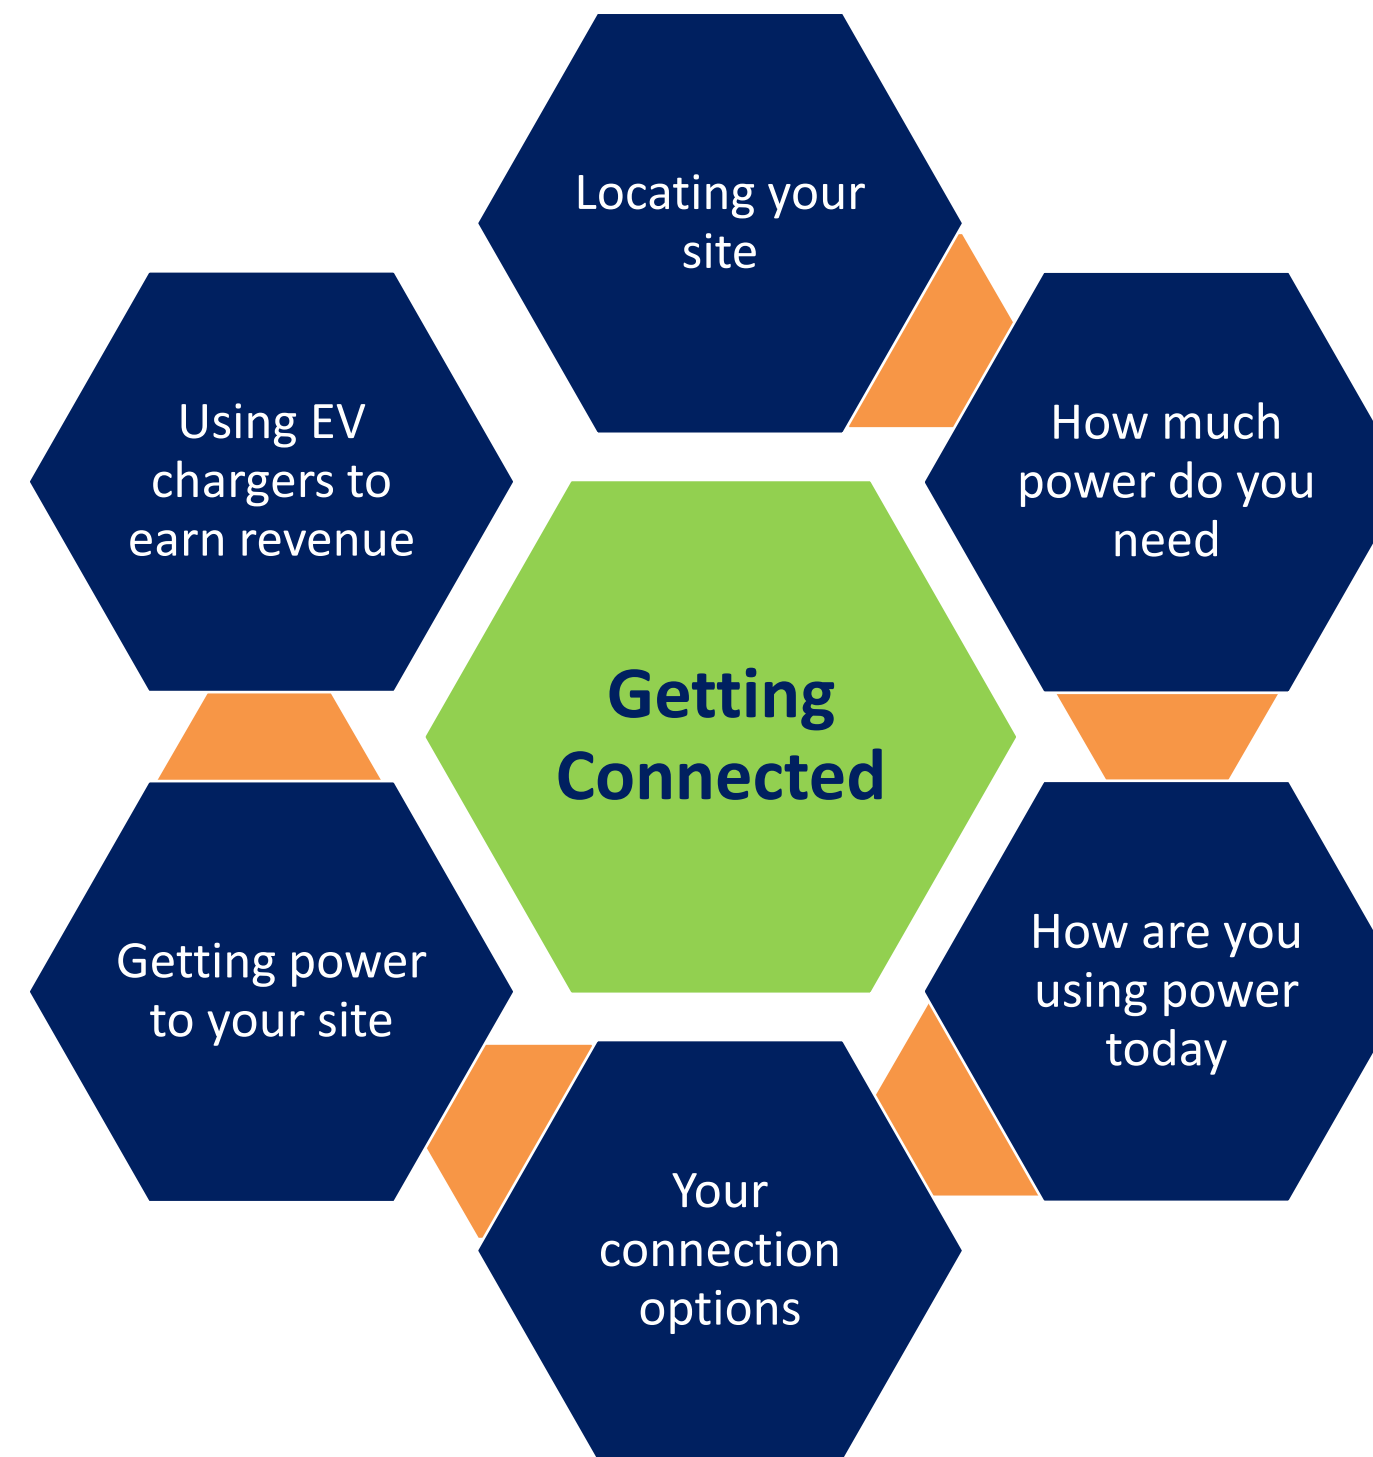 Locating your
site
How much
power do you
need
How are you
using power
today
Your
connection
options
Getting power
to your site
Using EV
chargers to
earn revenue
Getting
Connected